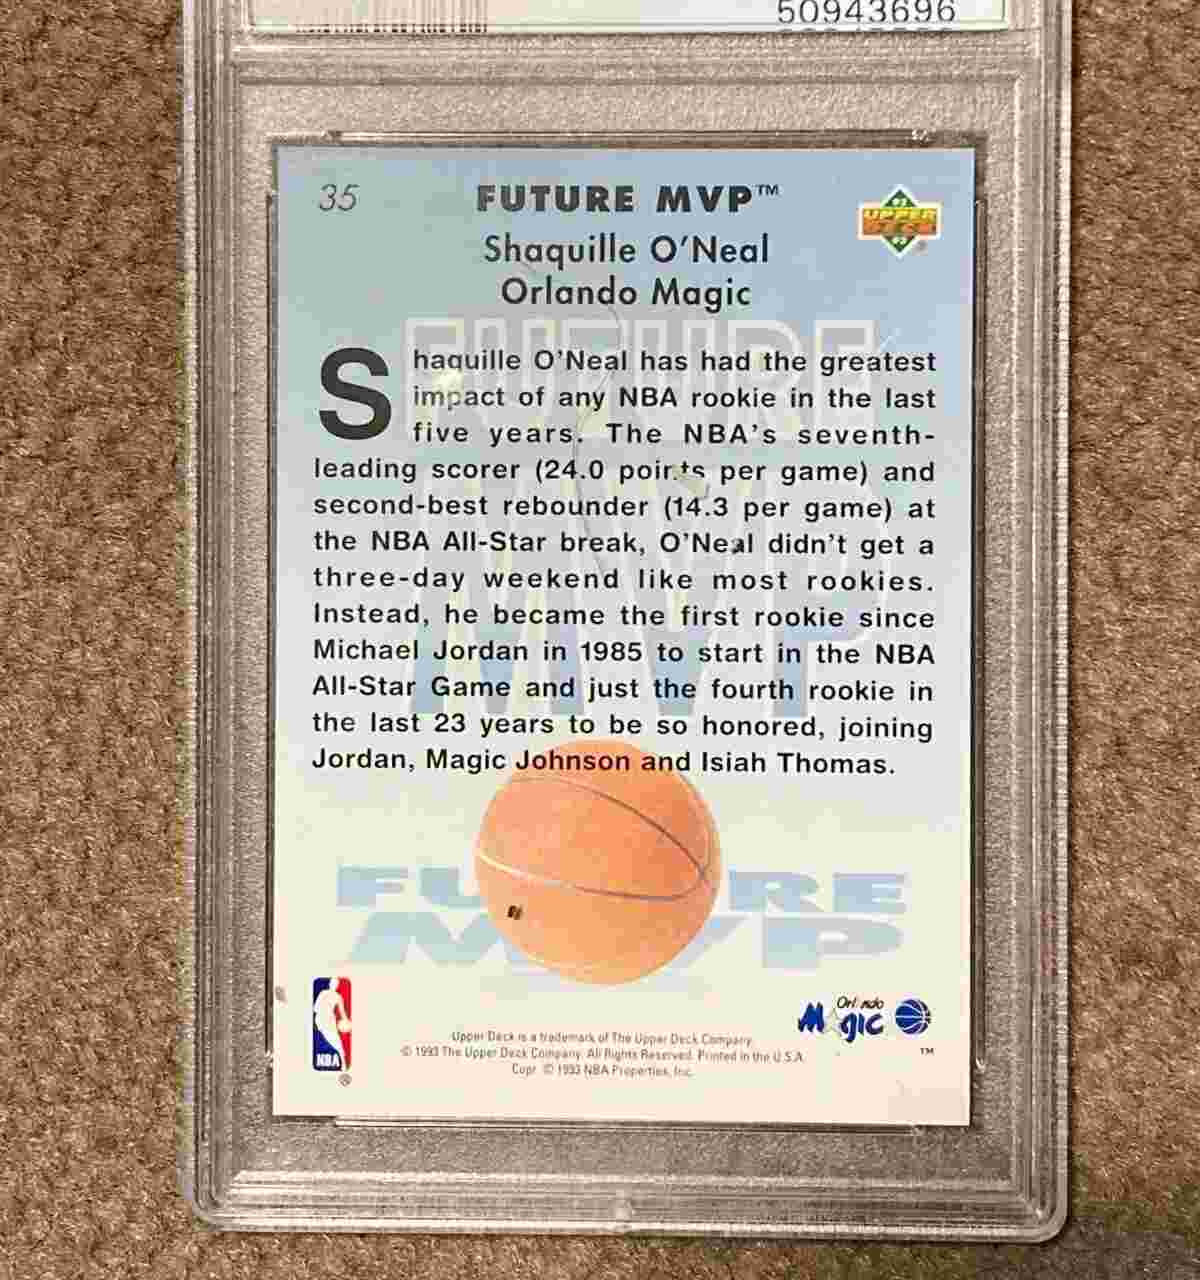 50943696
35
FUTURE MVP™
Shaquille O'Neal
Orlando Magic
UPPER DECK
FUTURE
MVP
Shaquille O'Neal has had the greatest
impact of any NBA rookie in the last
five years. The NBA's seventh-
leading scorer (24.0 points per game) and
second-best rebounder (14.3 per game) at
the NBA All-Star break, O'Neal didn't get a
three-day weekend like most rookies.
Instead, he became the first rookie since
Michael Jordan in 1985 to start in the NBA
All-Star Game and just the fourth rookie in
the last 23 years to be so honored, joining
Jordan, Magic Johnson and Isiah Thomas.
FUTURE
MVP
NBA
®
Orlando
Magic
™
Upper Deck is a trademark of The Upper Deck Company.
© 1993 The Upper Deck Company. All Rights Reserved. Printed in the U.S.A.
Copr. © 1993 NBA Properties, Inc.